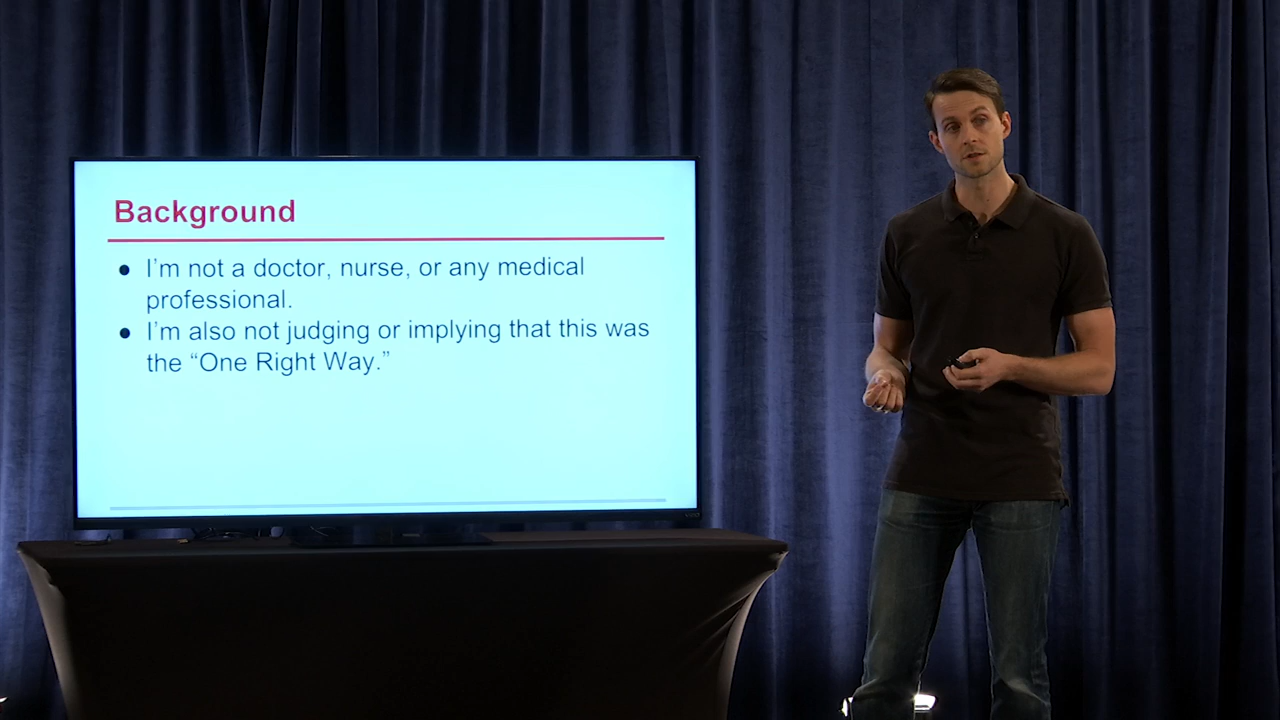 Background
● I'm not a doctor, nurse, or any medical
professional.
● I'm also not judging or implying that this was
the “One Right Way.”